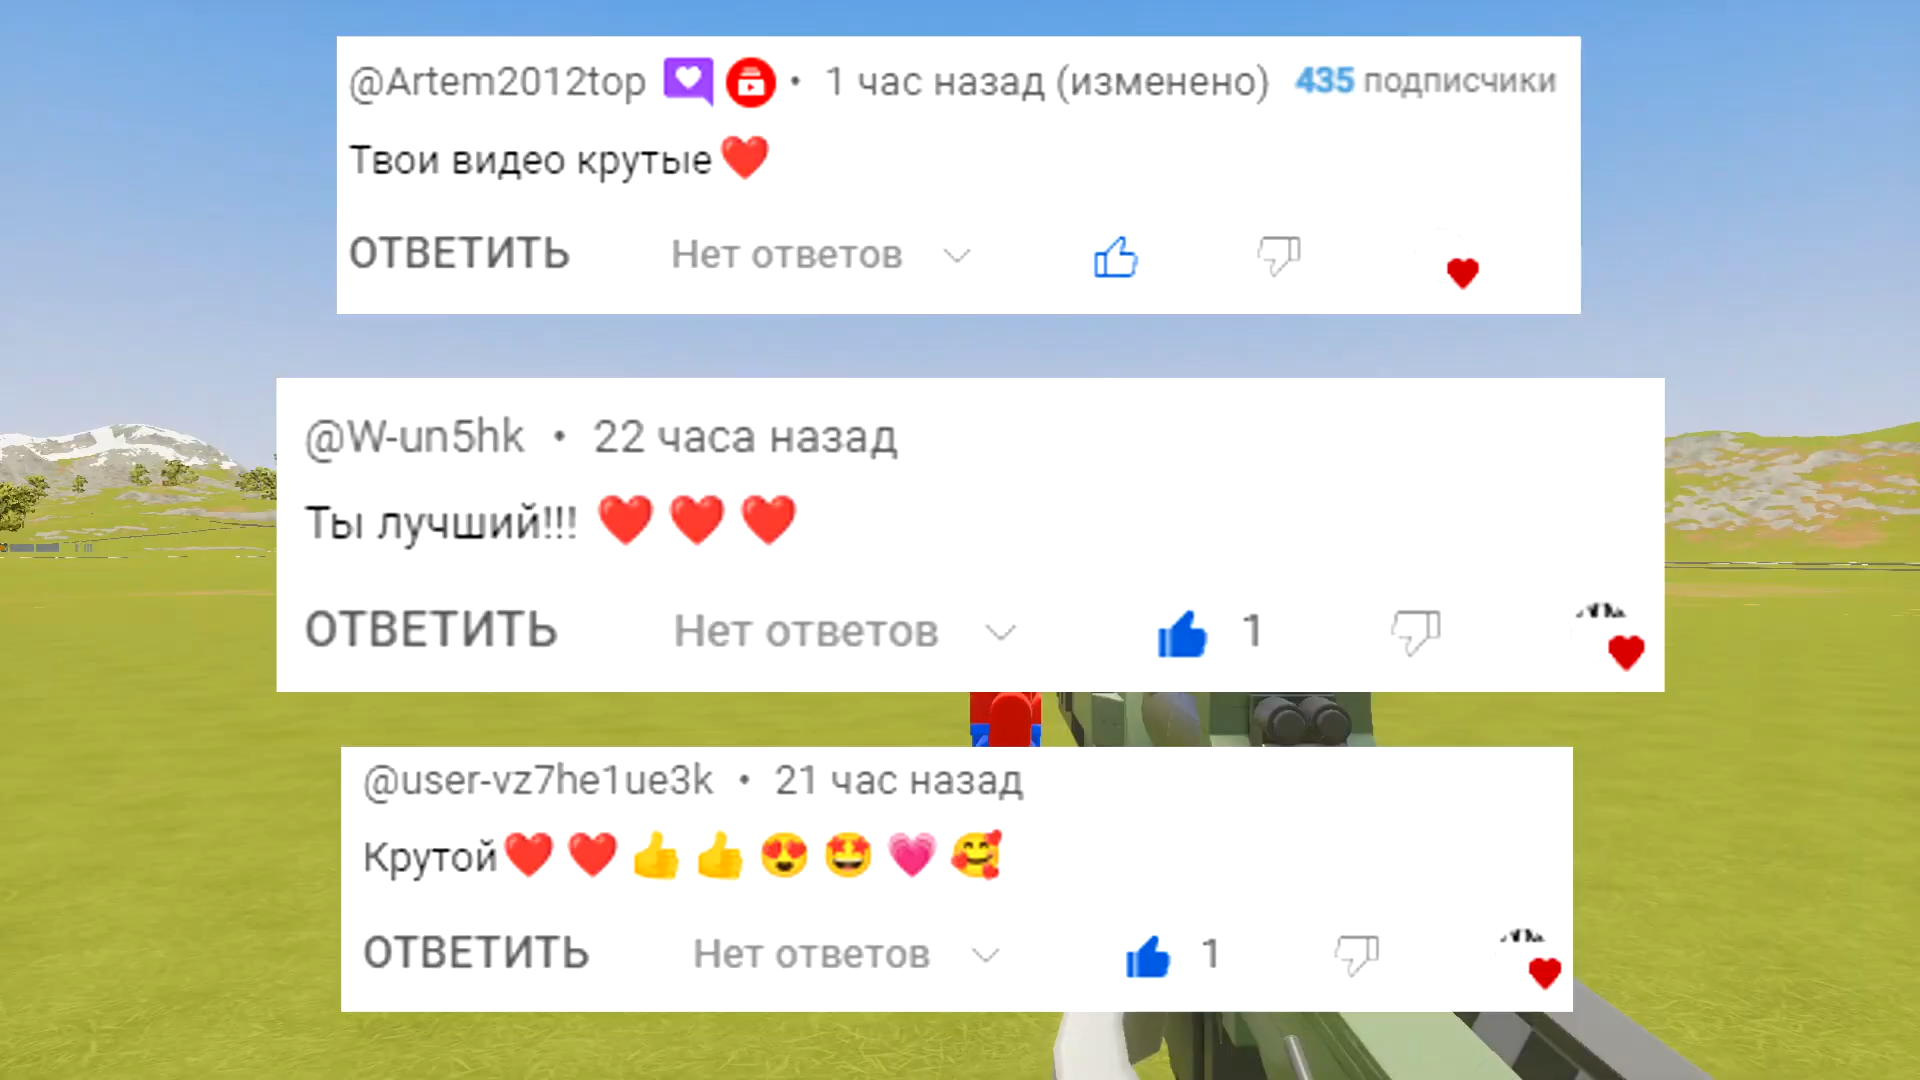 @Artem2012top • 1 час назад (изменено) 435 подписчики
Твои видео крутые❤️
ОТВЕТИТЬ Нет ответов
@W-un5hk • 22 часа назад
Ты лучший!!! ❤️ ❤️ ❤️
ОТВЕТИТЬ Нет ответов 1
@user-vz7he1ue3k • 21 час назад
Крутой❤️ ❤️ 👍 👍 😍 🤩 💗 🥰
ОТВЕТИТЬ Нет ответов 1